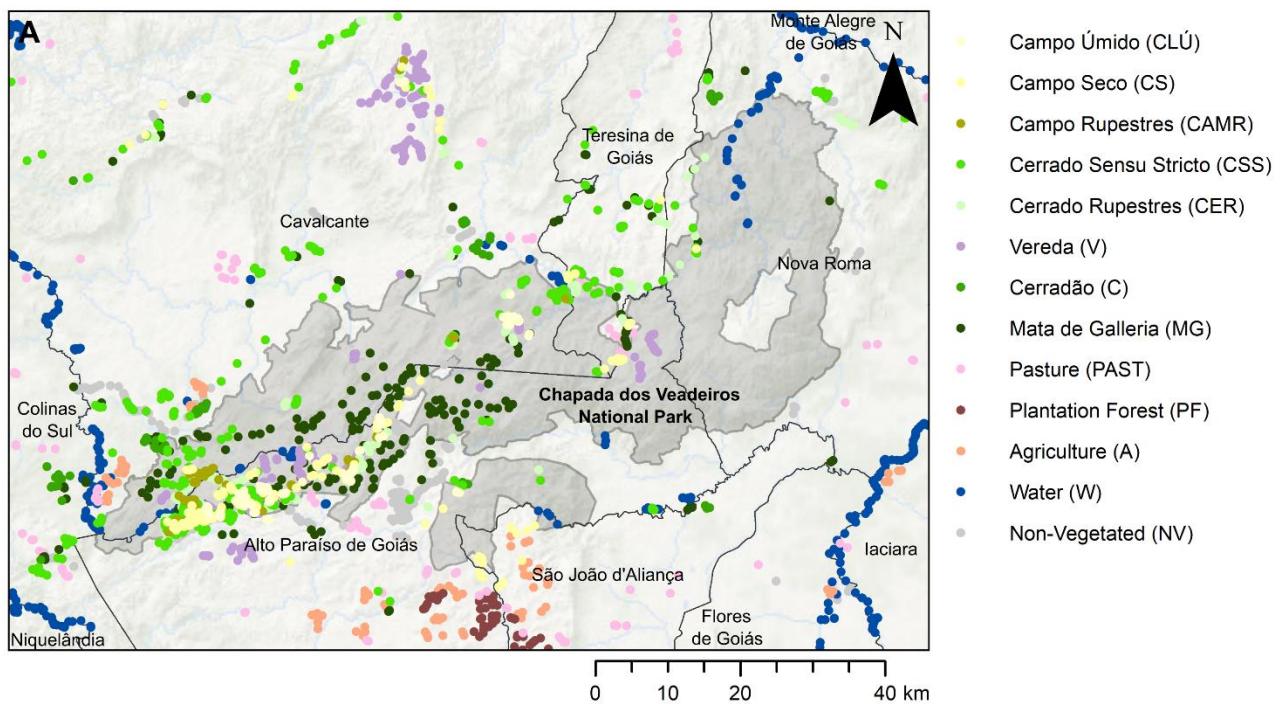 A
Monte Alegre
de Goiás
N
Teresina de
Goiás
Cavalcante
Nova Roma
Chapada dos Veadeiros
National Park
Colinas
do Sul
Alto Paraíso de Goiás
São João d'Aliança
Iaciara
Flores
de Goiás
Niquelândia
0 10 20 40 km
Campo Úmido (CLÚ)
Campo Seco (CS)
Campo Rupestres (CAMR)
Cerrado Sensu Stricto (CSS)
Cerrado Rupestres (CER)
Vereda (V)
Cerradão (C)
Mata de Galleria (MG)
Pasture (PAST)
Plantation Forest (PF)
Agriculture (A)
Water (W)
Non-Vegetated (NV)